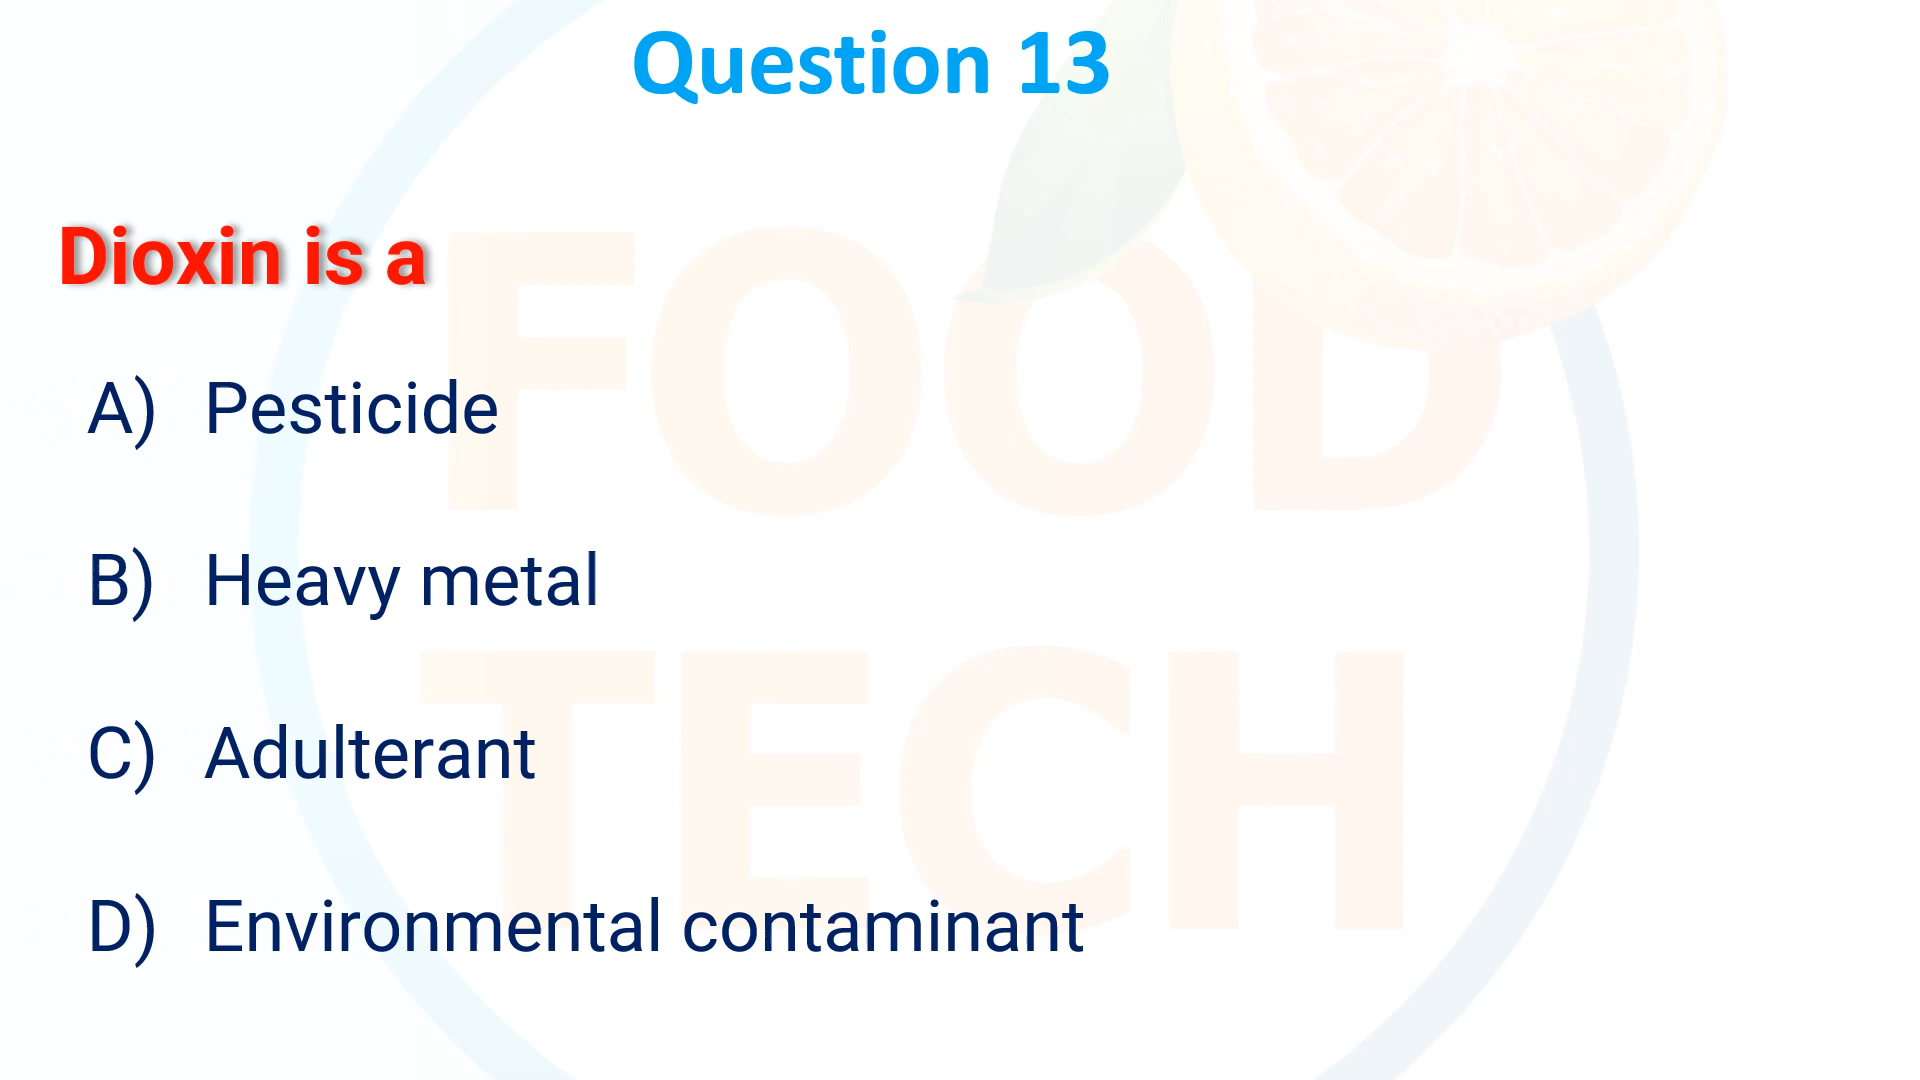 Question 13
Dioxin is a
A) Pesticide
B) Heavy metal
C) Adulterant
D) Environmental contaminant
FOOD
TECH